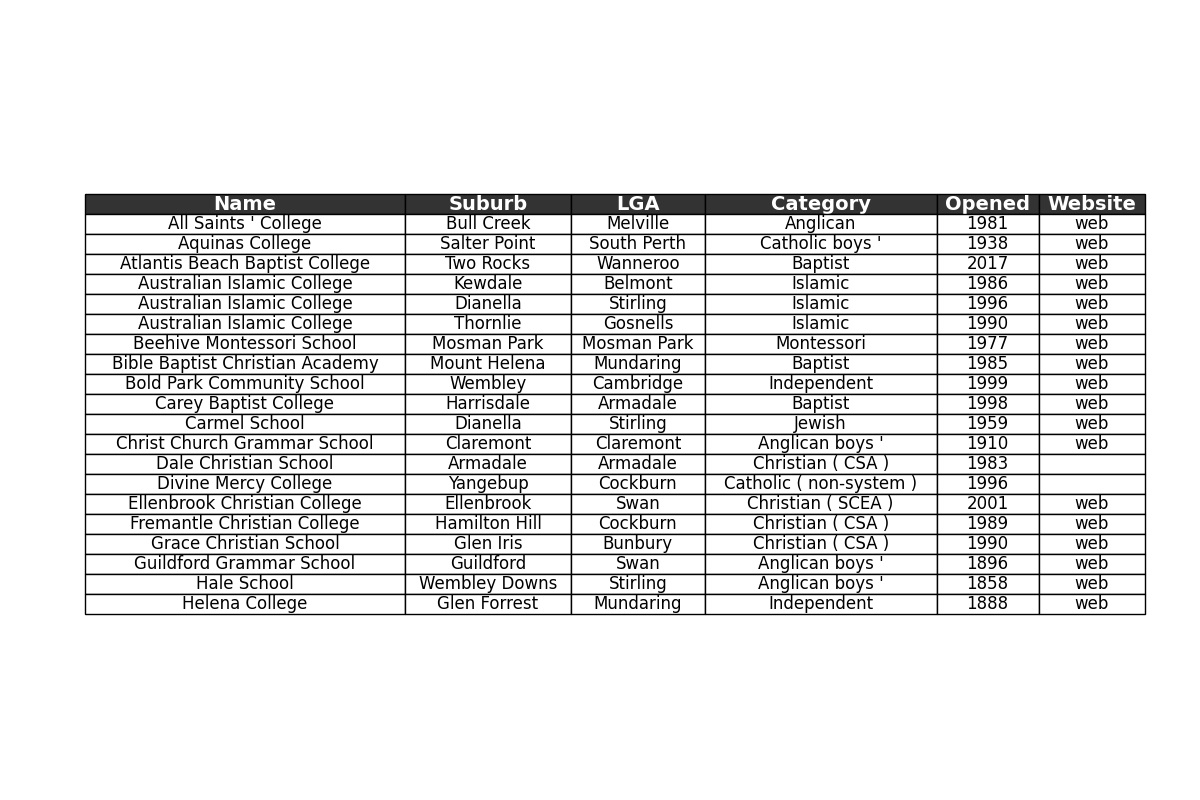 Name Suburb LGA Category Opened Website
All Saints ' College Bull Creek Melville Anglican 1981 web
Aquinas College Salter Point South Perth Catholic boys ' 1938 web
Atlantis Beach Baptist College Two Rocks Wanneroo Baptist 2017 web
Australian Islamic College Kewdale Belmont Islamic 1986 web
Australian Islamic College Dianella Stirling Islamic 1996 web
Australian Islamic College Thornlie Gosnells Islamic 1990 web
Beehive Montessori School Mosman Park Mosman Park Montessori 1977 web
Bible Baptist Christian Academy Mount Helena Mundaring Baptist 1985 web
Bold Park Community School Wembley Cambridge Independent 1999 web
Carey Baptist College Harrisdale Armadale Baptist 1998 web
Carmel School Dianella Stirling Jewish 1959 web
Christ Church Grammar School Claremont Claremont Anglican boys ' 1910 web
Dale Christian School Armadale Armadale Christian ( CSA ) 1983
Divine Mercy College Yangebup Cockburn Catholic ( non-system ) 1996
Ellenbrook Christian College Ellenbrook Swan Christian ( SCEA ) 2001 web
Fremantle Christian College Hamilton Hill Cockburn Christian ( CSA ) 1989 web
Grace Christian School Glen Iris Bunbury Christian ( CSA ) 1990 web
Guildford Grammar School Guildford Swan Anglican boys ' 1896 web
Hale School Wembley Downs Stirling Anglican boys ' 1858 web
Helena College Glen Forrest Mundaring Independent 1888 web